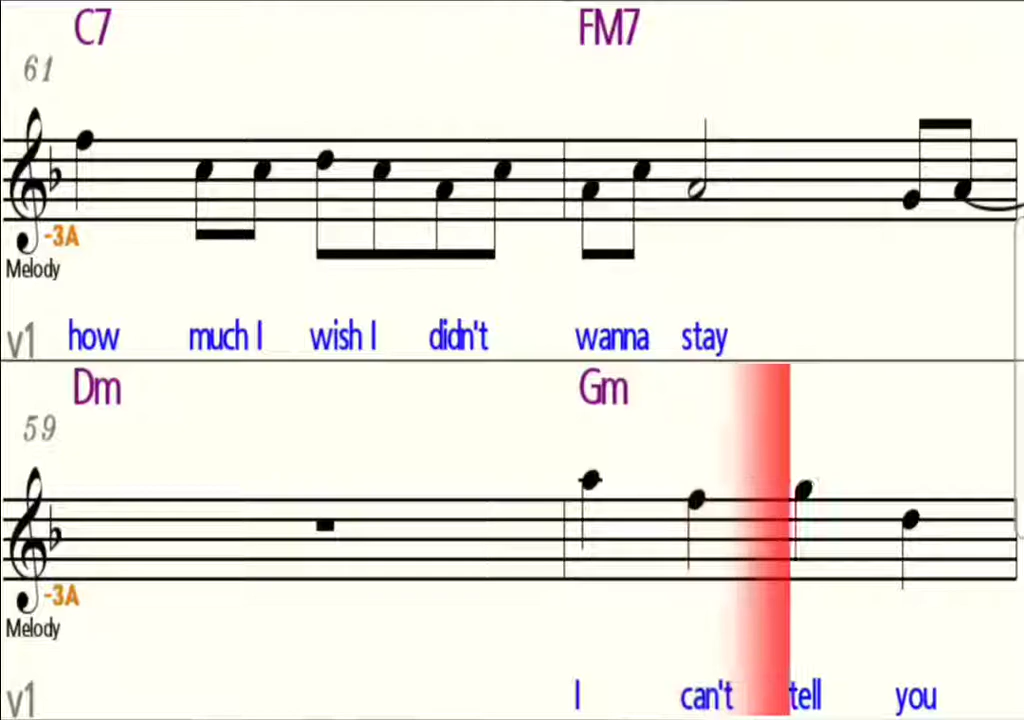 C7 FM7
61
-3A
Melody
v1 how much I wish I didn't wanna stay
Dm Gm
59
-3A
Melody
v1 I can't tell you